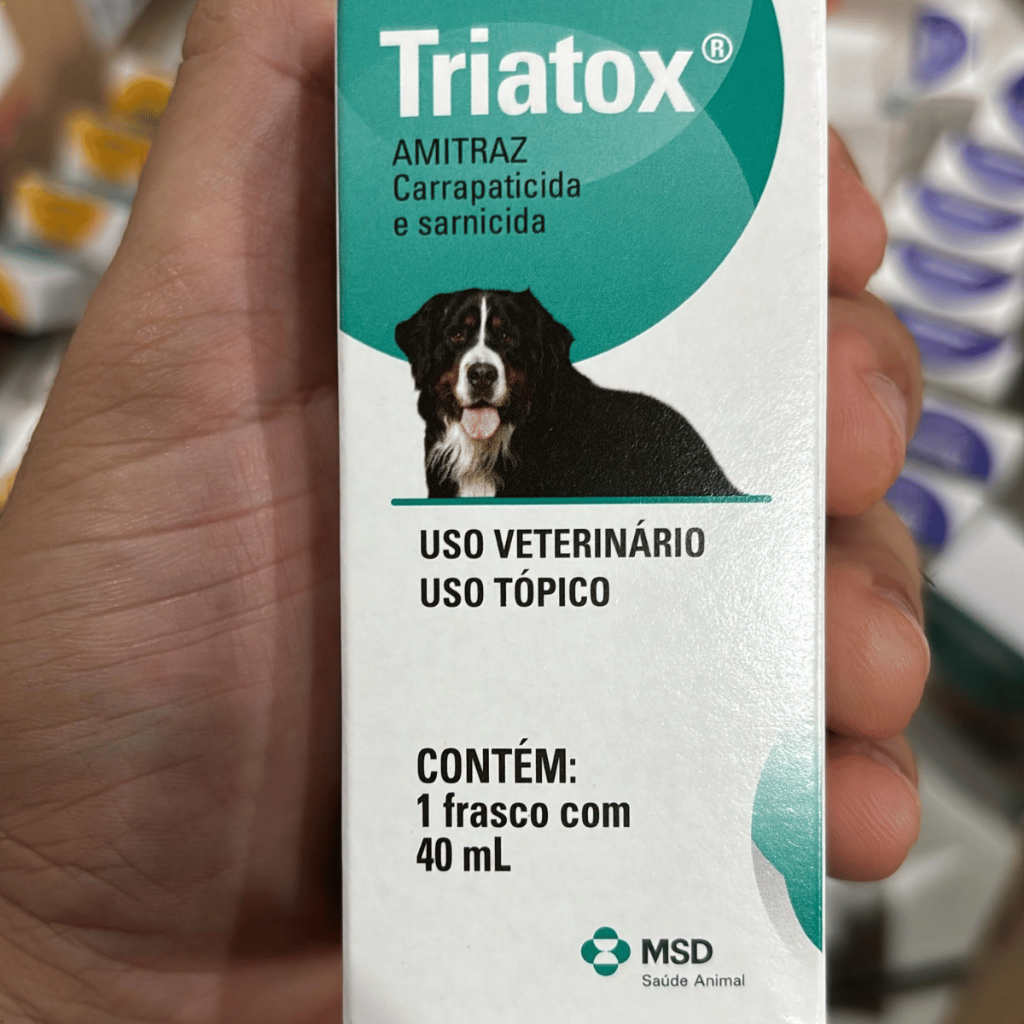 Triatox®
AMITRAZ
Carrapaticida
e sarnicida
USO VETERINÁRIO
USO TÓPICO
CONTÉM:
1 frasco com
40 mL
MSD
Saúde Animal